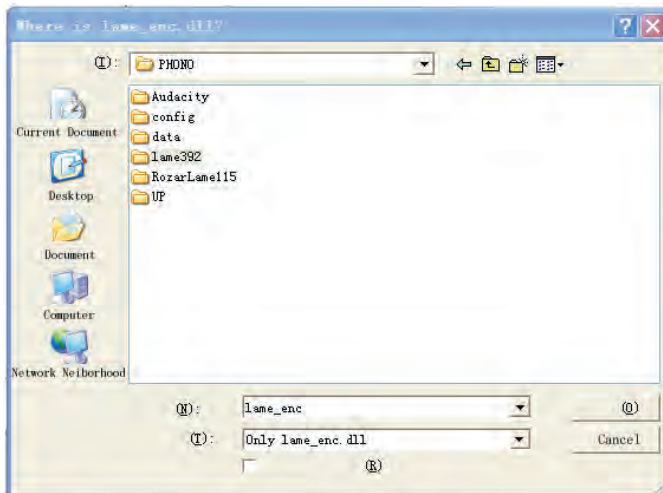 Where is lame_enc.dll?
(I): PHONO
Audacity
config
data
lame392
RozarLame115
UP
Current Document
Desktop
Document
Computer
Network Neiborhood
(N): lame_enc (O)
(T): Only lame_enc.dll Cancel
(R)